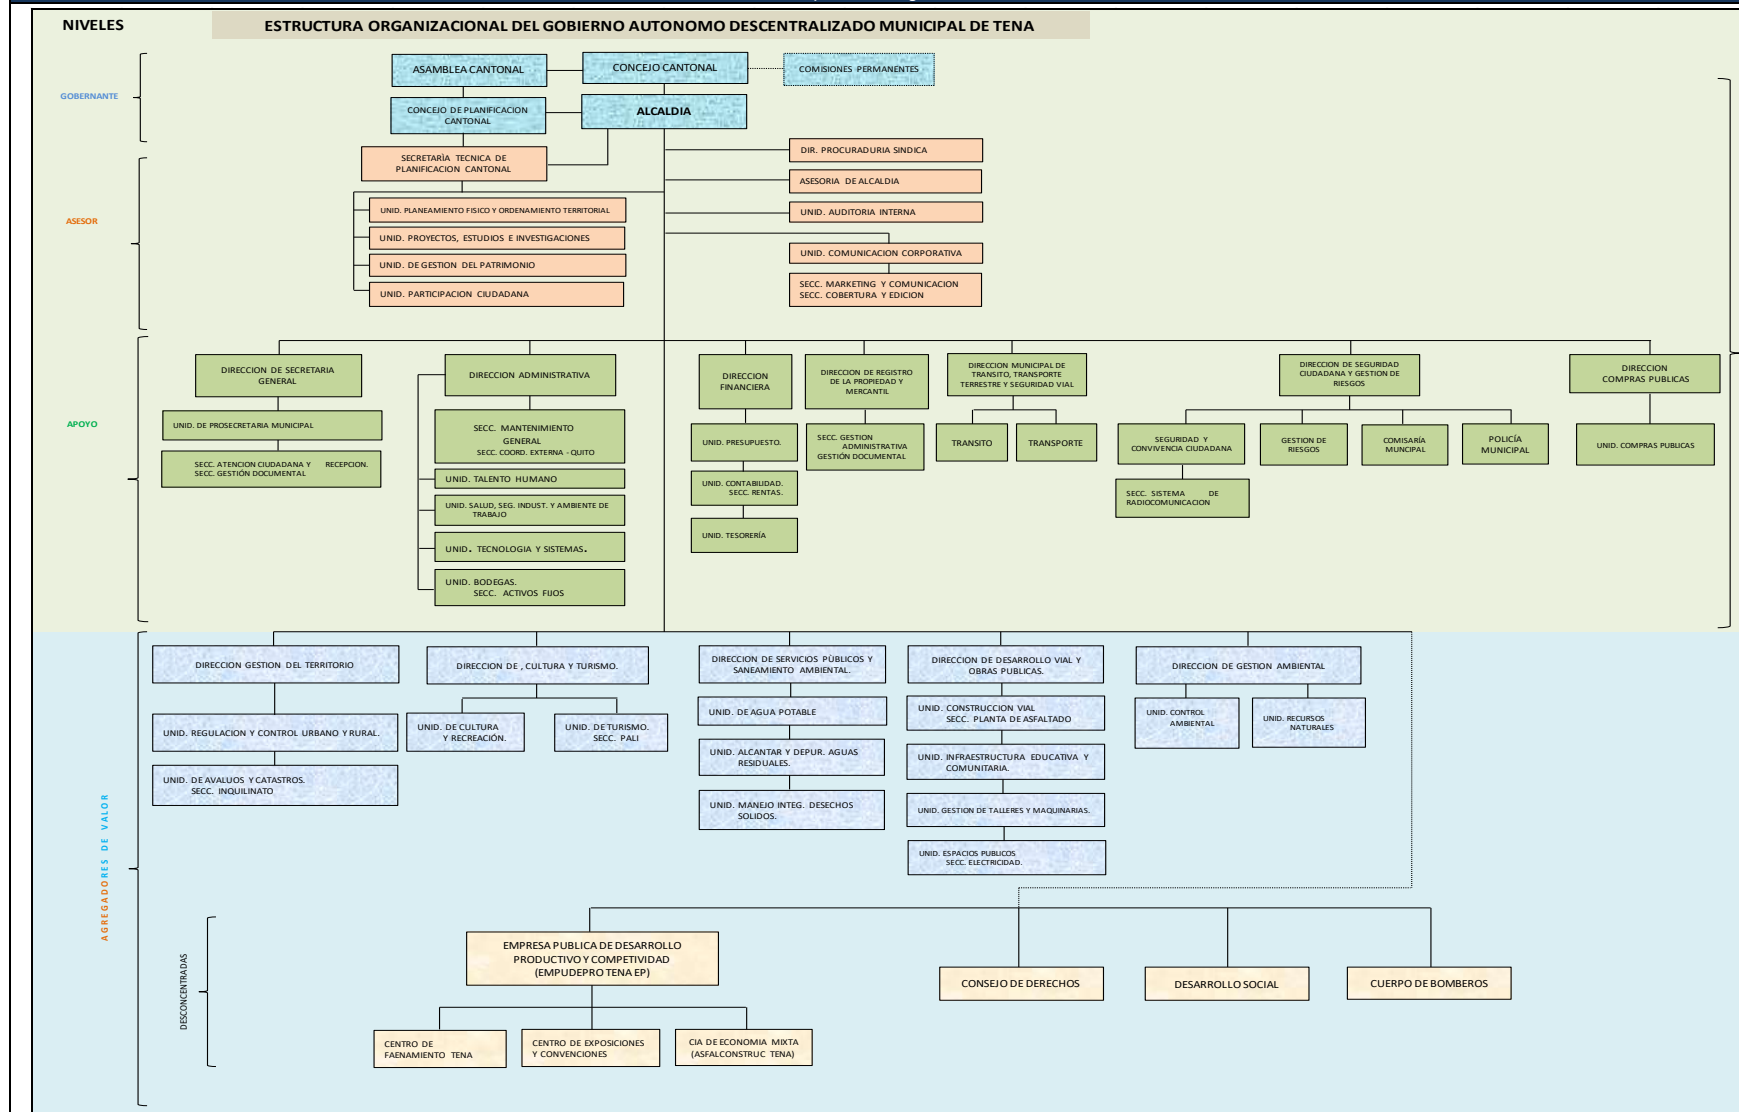 NIVELES
ESTRUCTURA ORGANIZACIONAL DEL GOBIERNO AUTONOMO DESCENTRALIZADO MUNICIPAL DE TENA
GOBERNANTE
ASAMBLEA CANTONAL
CONCEJO CANTONAL
COMISIONES PERMANENTES
CONCEJO DE PLANIFICACION
CANTONAL
ALCALDIA
ASESOR
SECRETARÌA TECNICA DE
PLANIFICACION CANTONAL
UNID. PLANEAMIENTO FISICO Y ORDENAMIENTO TERRITORIAL
UNID. PROYECTOS, ESTUDIOS E INVESTIGACIONES
UNID. DE GESTION DEL PATRIMONIO
UNID. PARTICIPACION CIUDADANA
DIR. PROCURADURIA SINDICA
ASESORIA DE ALCALDIA
UNID. AUDITORIA INTERNA
UNID. COMUNICACION CORPORATIVA
SECC. MARKETING Y COMUNICACION
SECC. COBERTURA Y EDICION
APOYO
DIRECCION DE SECRETARIA
GENERAL
UNID. DE PROSECRETARIA MUNICIPAL
SECC. ATENCION CIUDADANA Y RECEPCION.
SECC. GESTIÓN DOCUMENTAL
DIRECCION ADMINISTRATIVA
SECC. MANTENIMIENTO
GENERAL
SECC. COORD. EXTERNA - QUITO
UNID. TALENTO HUMANO
UNID. SALUD, SEG. INDUST. Y AMBIENTE DE
TRABAJO
UNID. TECNOLOGIA Y SISTEMAS.
UNID. BODEGAS.
SECC. ACTIVOS FIJOS
DIRECCION
FINANCIERA
UNID. PRESUPUESTO.
UNID. CONTABILIDAD.
SECC. RENTAS.
UNID. TESORERÍA
DIRECCION DE REGISTRO
DE LA PROPIEDAD Y
MERCANTIL
SECC. GESTION
ADMINISTRATIVA
GESTIÓN DOCUMENTAL
DIRECCION MUNICIPAL DE
TRANSITO, TRANSPORTE
TERRESTRE Y SEGURIDAD VIAL
TRANSITO
TRANSPORTE
DIRECCION DE SEGURIDAD
CIUDADANA Y GESTION DE
RIESGOS
SEGURIDAD Y
CONVIVENCIA CIUDADANA
SECC. SISTEMA DE
RADIOCOMUNICACION
GESTION DE
RIESGOS
COMISARÍA
MUNCIPAL
POLICÍA
MUNICIPAL
DIRECCION
COMPRAS PUBLICAS
UNID. COMPRAS PUBLICAS
AGREGADORES DE VALOR
DIRECCION GESTION DEL TERRITORIO
UNID. REGULACION Y CONTROL URBANO Y RURAL.
UNID. DE AVALUOS Y CATASTROS.
SECC. INQUILINATO
DIRECCION DE , CULTURA Y TURISMO.
UNID. DE CULTURA
Y RECREACIÓN.
UNID. DE TURISMO.
SECC. PALI
DIRECCION DE SERVICIOS PÙBLICOS Y
SANEAMIENTO AMBIENTAL.
UNID. DE AGUA POTABLE
UNID. ALCANTAR Y DEPUR. AGUAS
RESIDUALES.
UNID. MANEJO INTEG. DESECHOS
SOLIDOS.
DIRECCION DE DESARROLLO VIAL Y
OBRAS PUBLICAS.
UNID. CONSTRUCCION VIAL
SECC. PLANTA DE ASFALTADO
UNID. INFRAESTRUCTURA EDUCATIVA Y
COMUNITARIA.
UNID. GESTION DE TALLERES Y MAQUINARIAS.
UNID. ESPACIOS PUBLICOS
SECC. ELECTRICIDAD.
DIRECCION DE GESTION AMBIENTAL
UNID. CONTROL
AMBIENTAL
UNID. RECURSOS
NATURALES
DESCONCENTRADAS
EMPRESA PUBLICA DE DESARROLLO
PRODUCTIVO Y COMPETIVIDAD
(EMPUDEPRO TENA EP)
CENTRO DE
FAENAMIENTO TENA
CENTRO DE EXPOSICIONES
Y CONVENCIONES
CIA DE ECONOMIA MIXTA
(ASFALCONSTRUC TENA)
CONSEJO DE DERECHOS
DESARROLLO SOCIAL
CUERPO DE BOMBEROS